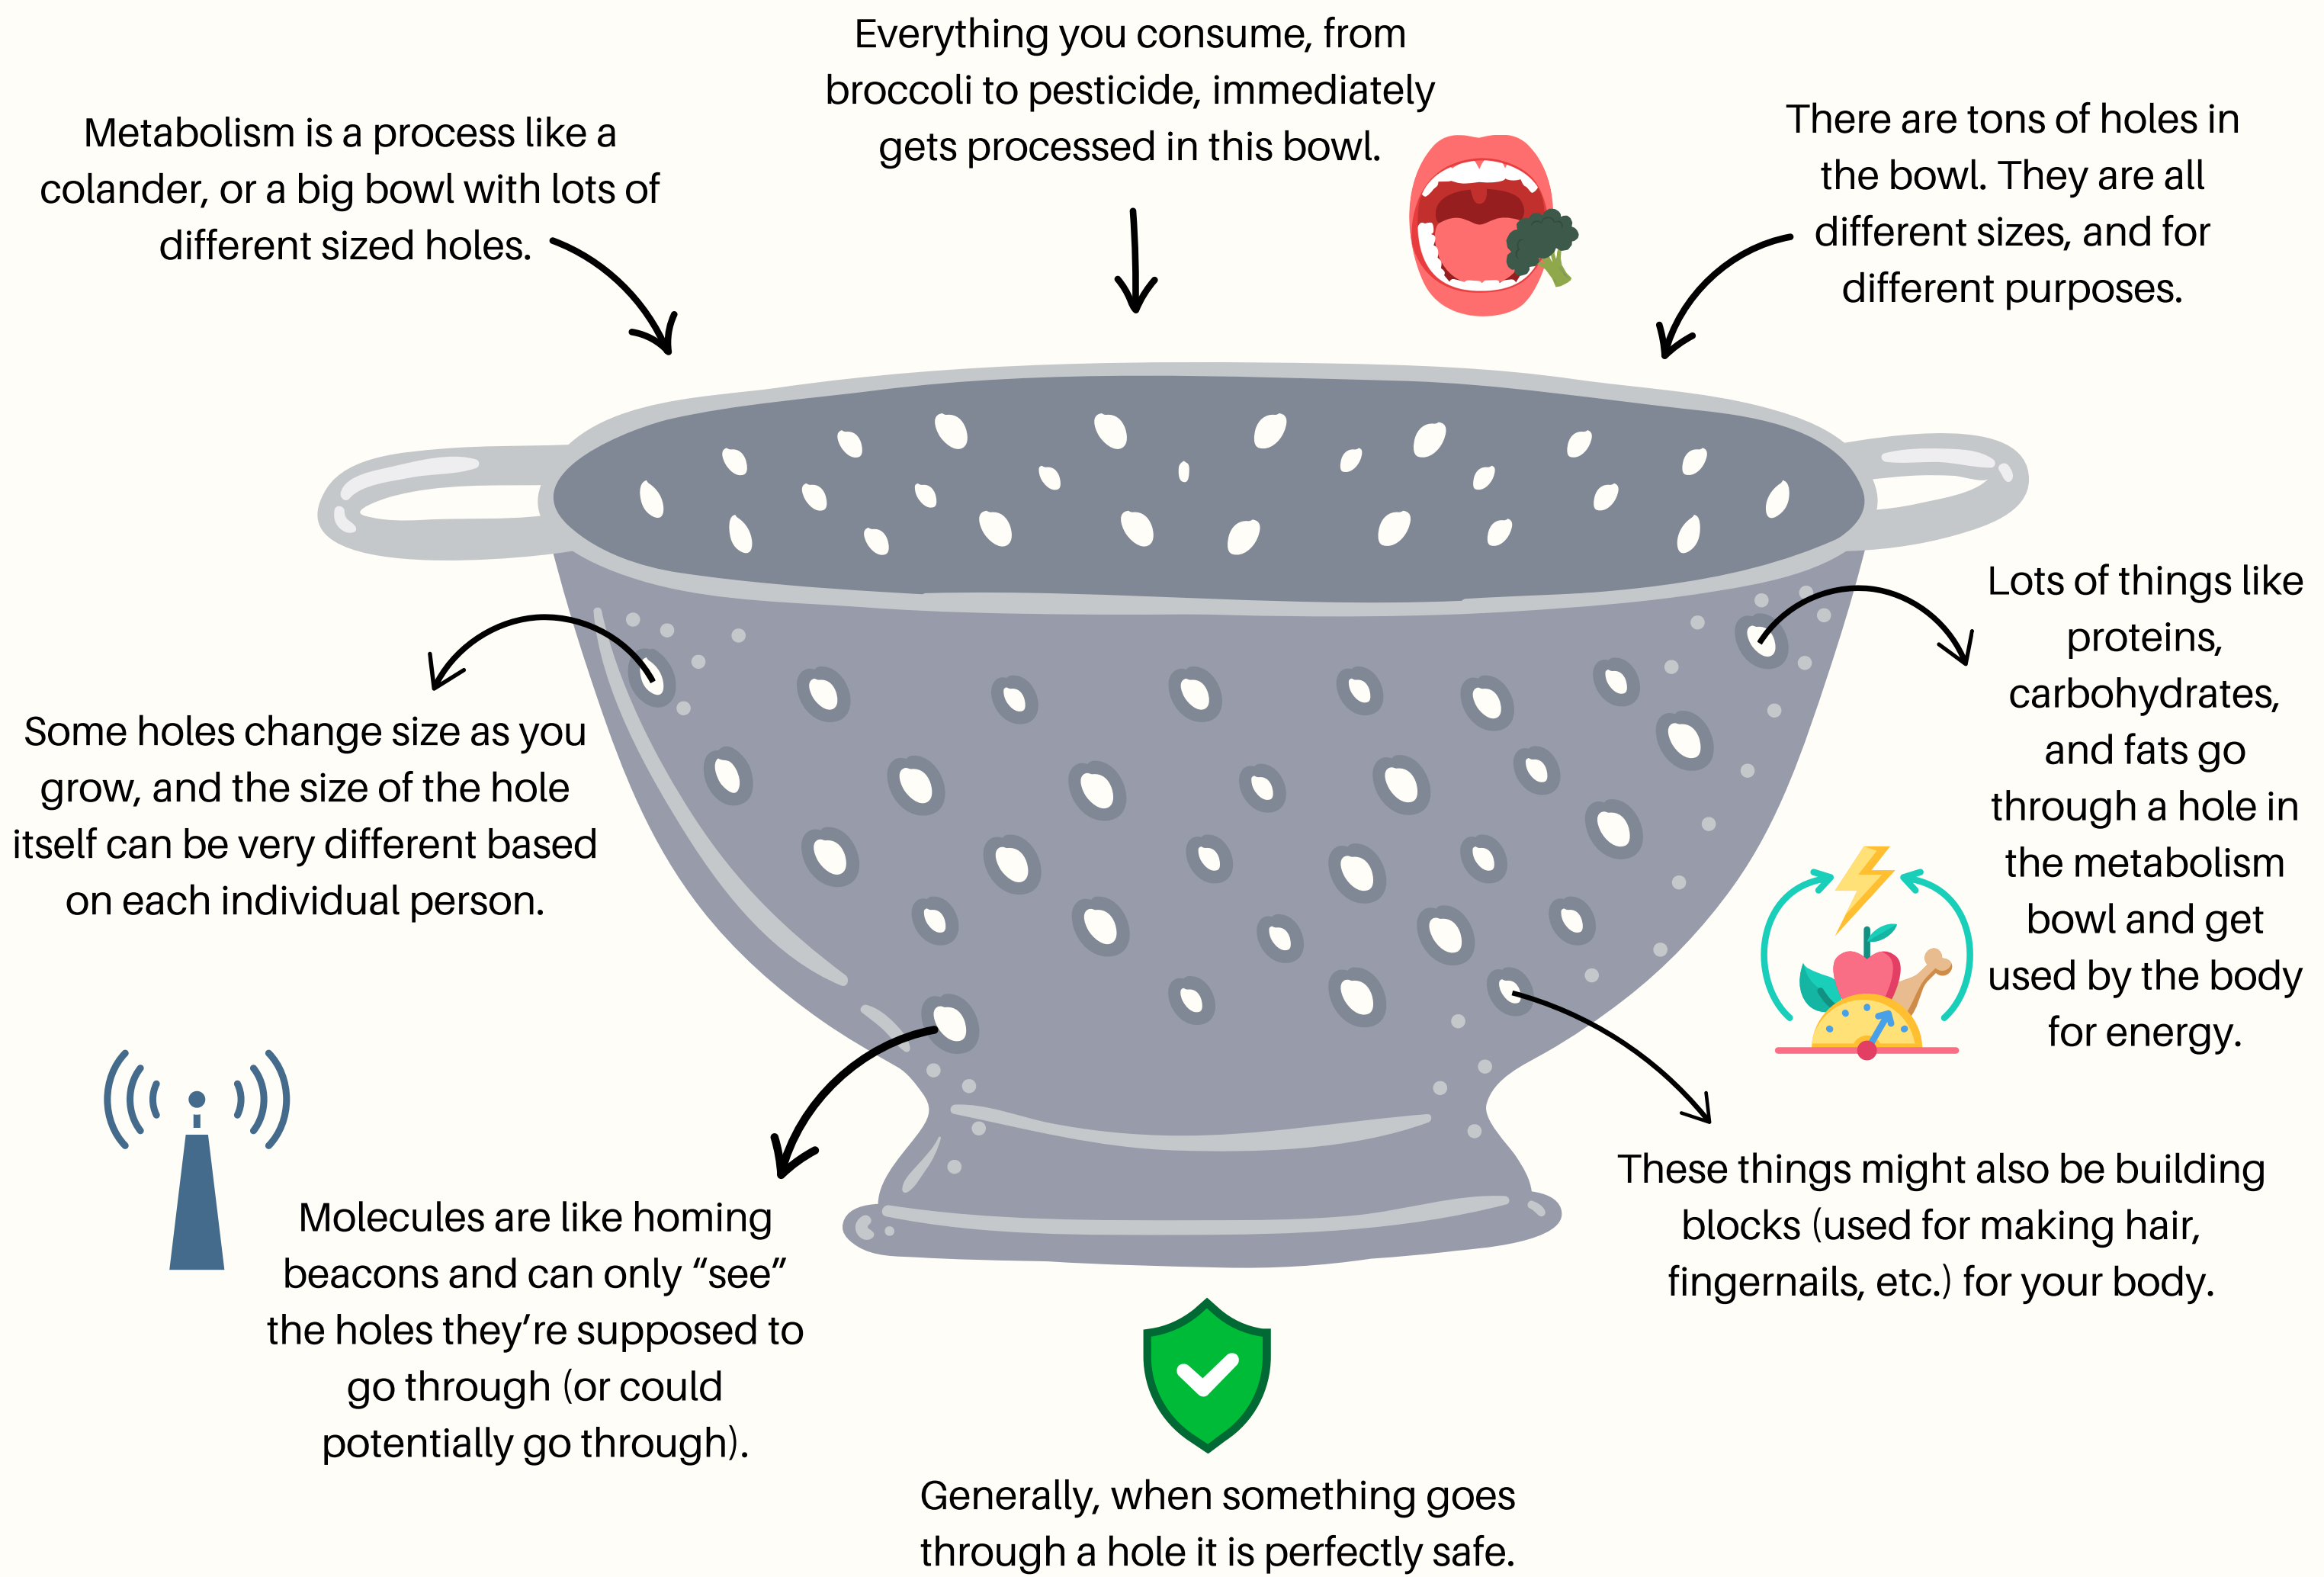 Everything you consume, from
broccoli to pesticide, immediately
gets processed in this bowl.
Metabolism is a process like a
colander, or a big bowl with lots of
different sized holes.
There are tons of holes in
the bowl. They are all
different sizes, and for
different purposes.
Some holes change size as you
grow, and the size of the hole
itself can be very different based
on each individual person.
Lots of things like
proteins,
carbohydrates,
and fats go
through a hole in
the metabolism
bowl and get
used by the body
for energy.
Molecules are like homing
beacons and can only “see”
the holes they’re supposed to
go through (or could
potentially go through).
These things might also be building
blocks (used for making hair,
fingernails, etc.) for your body.
Generally, when something goes
through a hole it is perfectly safe.